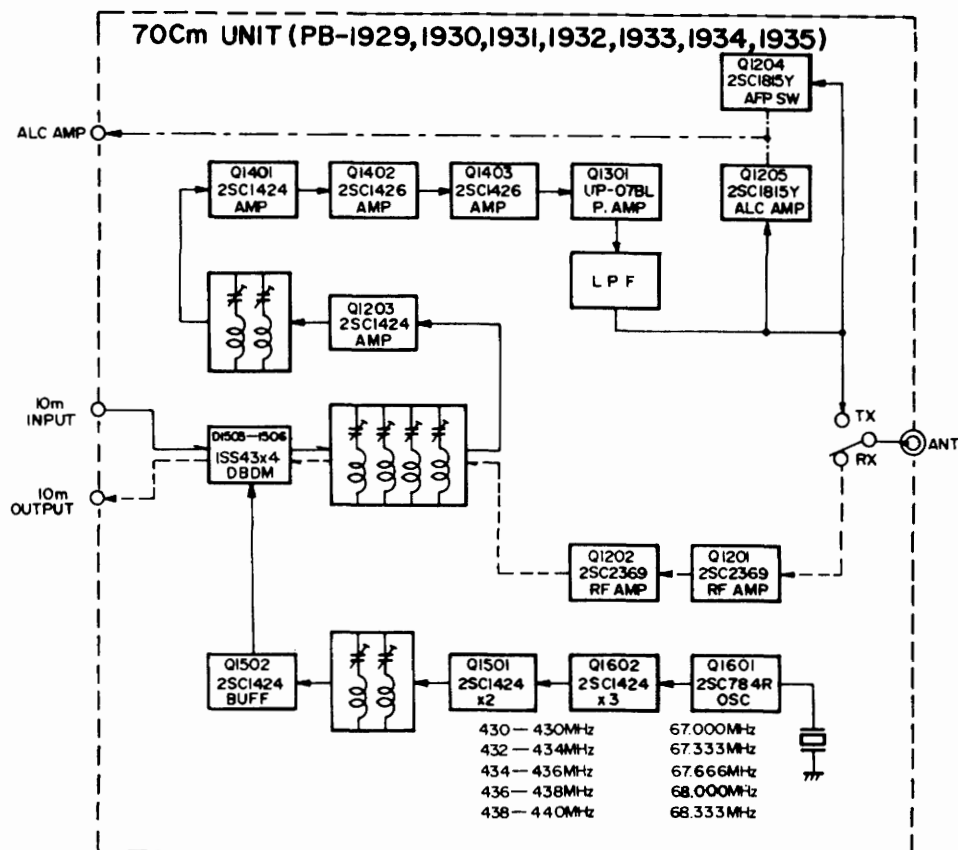 70Cm UNIT (PB-1929,1930,1931,1932,1933,1934,1935)
Q1204
2SC1815Y
AFP SW
ALC AMP
Q1401
2SC1424
AMP
Q1402
2SC1426
AMP
Q1403
2SC1426
AMP
Q1301
UP-07BL
P. AMP
Q1205
2SC1815Y
ALC AMP
LPF
Q1203
2SC1424
AMP
10m
INPUT
D1503-1506
1SS43x4
DBDM
10m
OUTPUT
TX
RX
ANT
Q1202
2SC2369
RF AMP
Q1201
2SC2369
RF AMP
Q1502
2SC1424
BUFF
Q1501
2SC1424
x2
Q1602
2SC1424
x3
Q1601
2SC784R
OSC
430-430MHz 67.000MHz
432-434MHz 67.333MHz
434-436MHz 67.666MHz
436-438MHz 68.000MHz
438-440MHz 68.333MHz